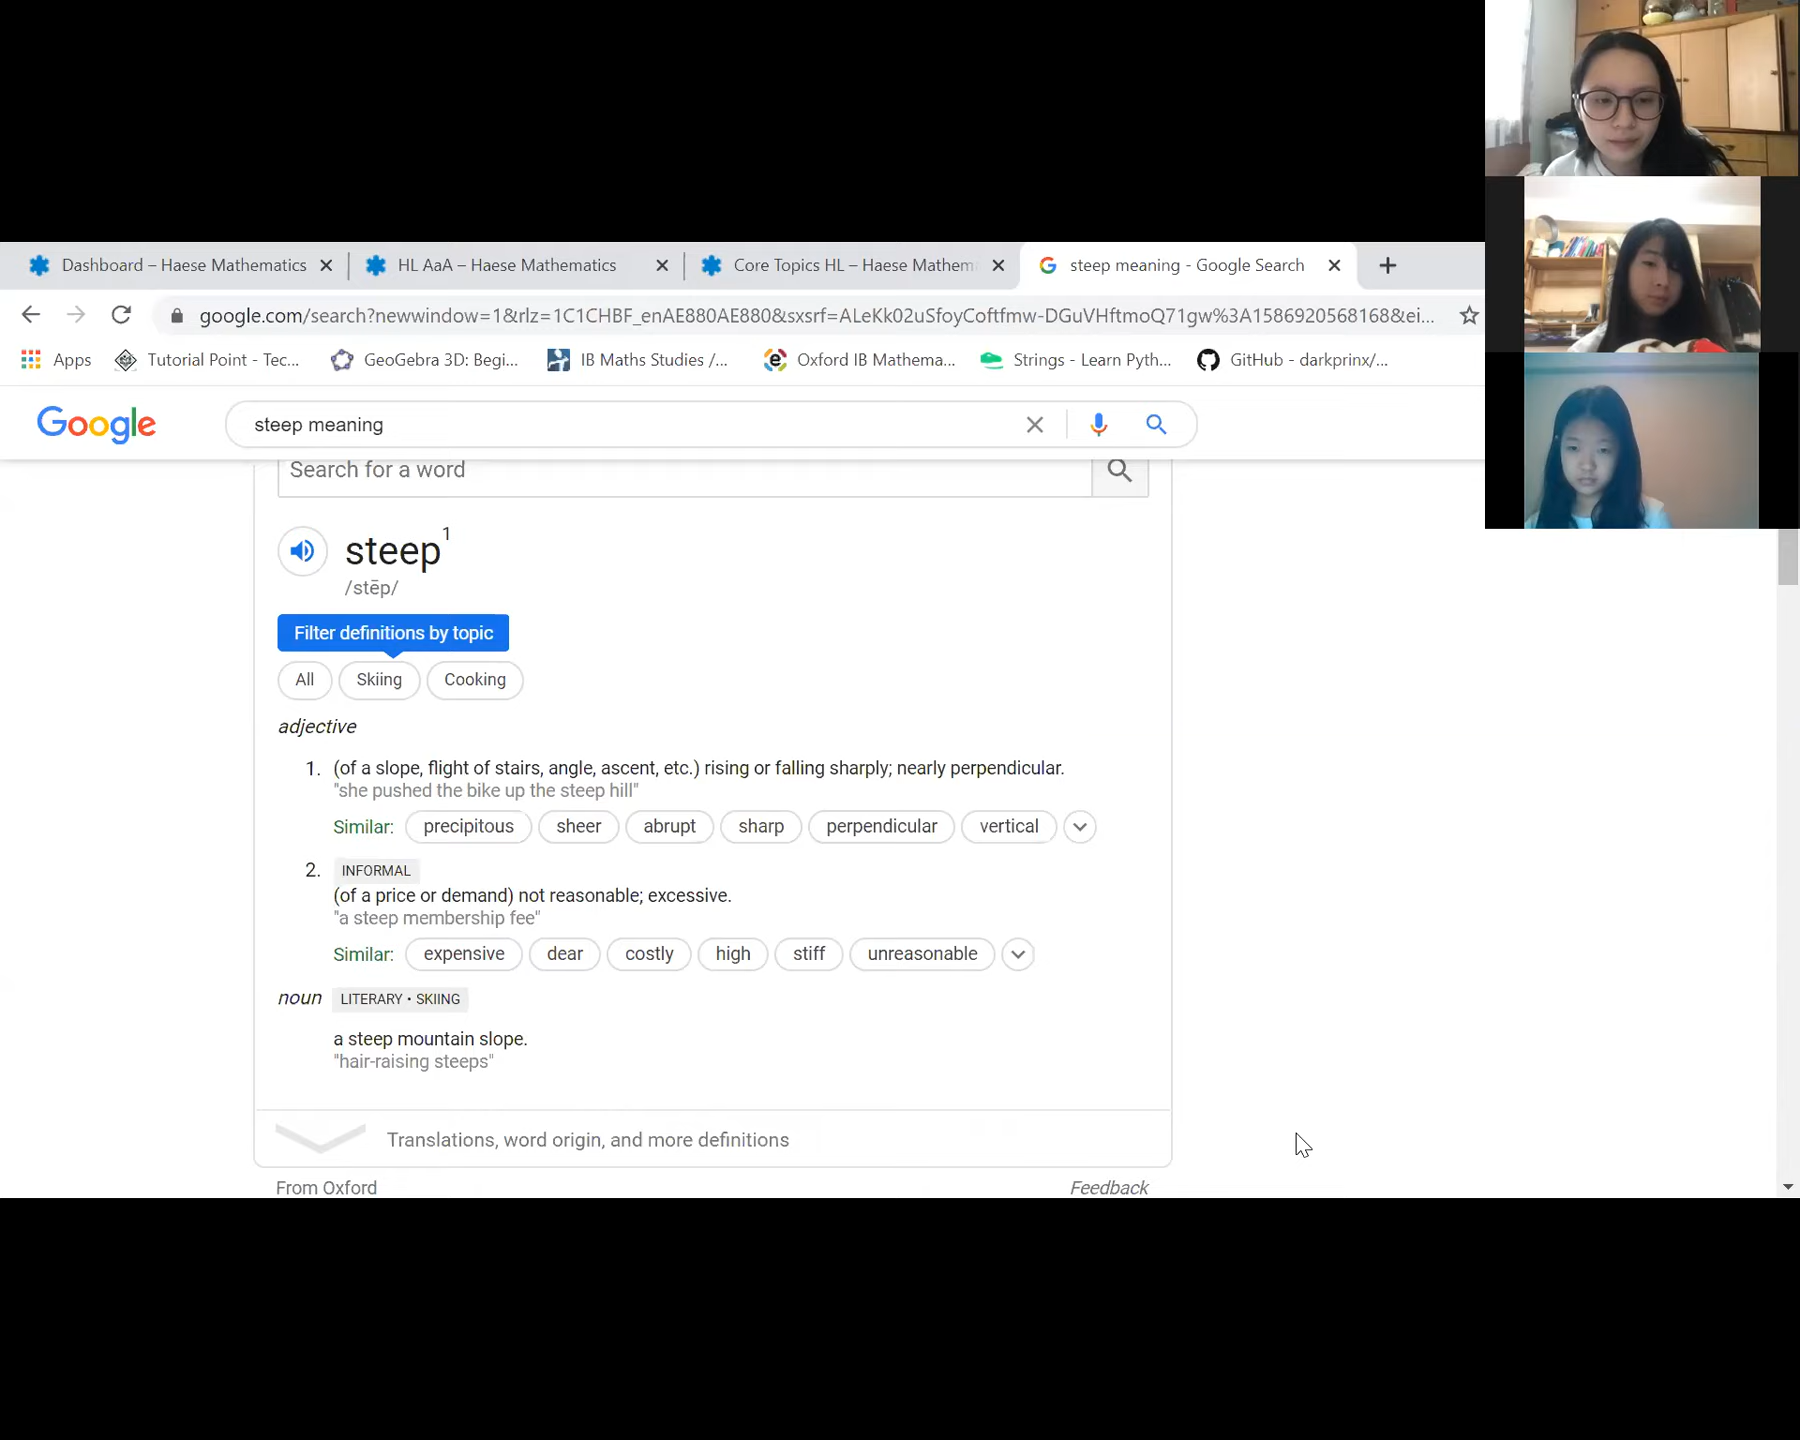 Dashboard – Haese Mathematics
HL AaA – Haese Mathematics
Core Topics HL – Haese Mathem
steep meaning - Google Search
google.com/search?newwindow=1&rlz=1C1CHBF_enAE880AE880&sxsrf=ALeKk02uSfoyCoftfmw-DGuVHftmoQ71gw%3A1586920568168&ei...
Apps
Tutorial Point - Tec...
GeoGebra 3D: Begi...
IB Maths Studies /...
Oxford IB Mathema...
Strings - Learn Pyth...
GitHub - darkprinx/...
Google
steep meaning
Search for a word
steep¹
/stēp/
Filter definitions by topic
All
Skiing
Cooking
adjective
1. (of a slope, flight of stairs, angle, ascent, etc.) rising or falling sharply; nearly perpendicular.
"she pushed the bike up the steep hill"
Similar: precipitous sheer abrupt sharp perpendicular vertical
2. INFORMAL
(of a price or demand) not reasonable; excessive.
"a steep membership fee"
Similar: expensive dear costly high stiff unreasonable
noun LITERARY • SKIING
a steep mountain slope.
"hair-raising steeps"
Translations, word origin, and more definitions
From Oxford
Feedback